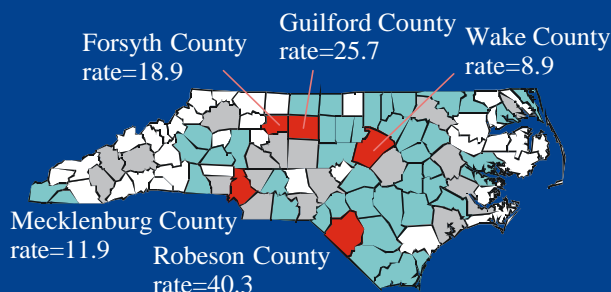 Guilford County
rate=25.7
Forsyth County
rate=18.9
Wake County
rate=8.9
Mecklenburg County
rate=11.9
Robeson County
rate=40.3